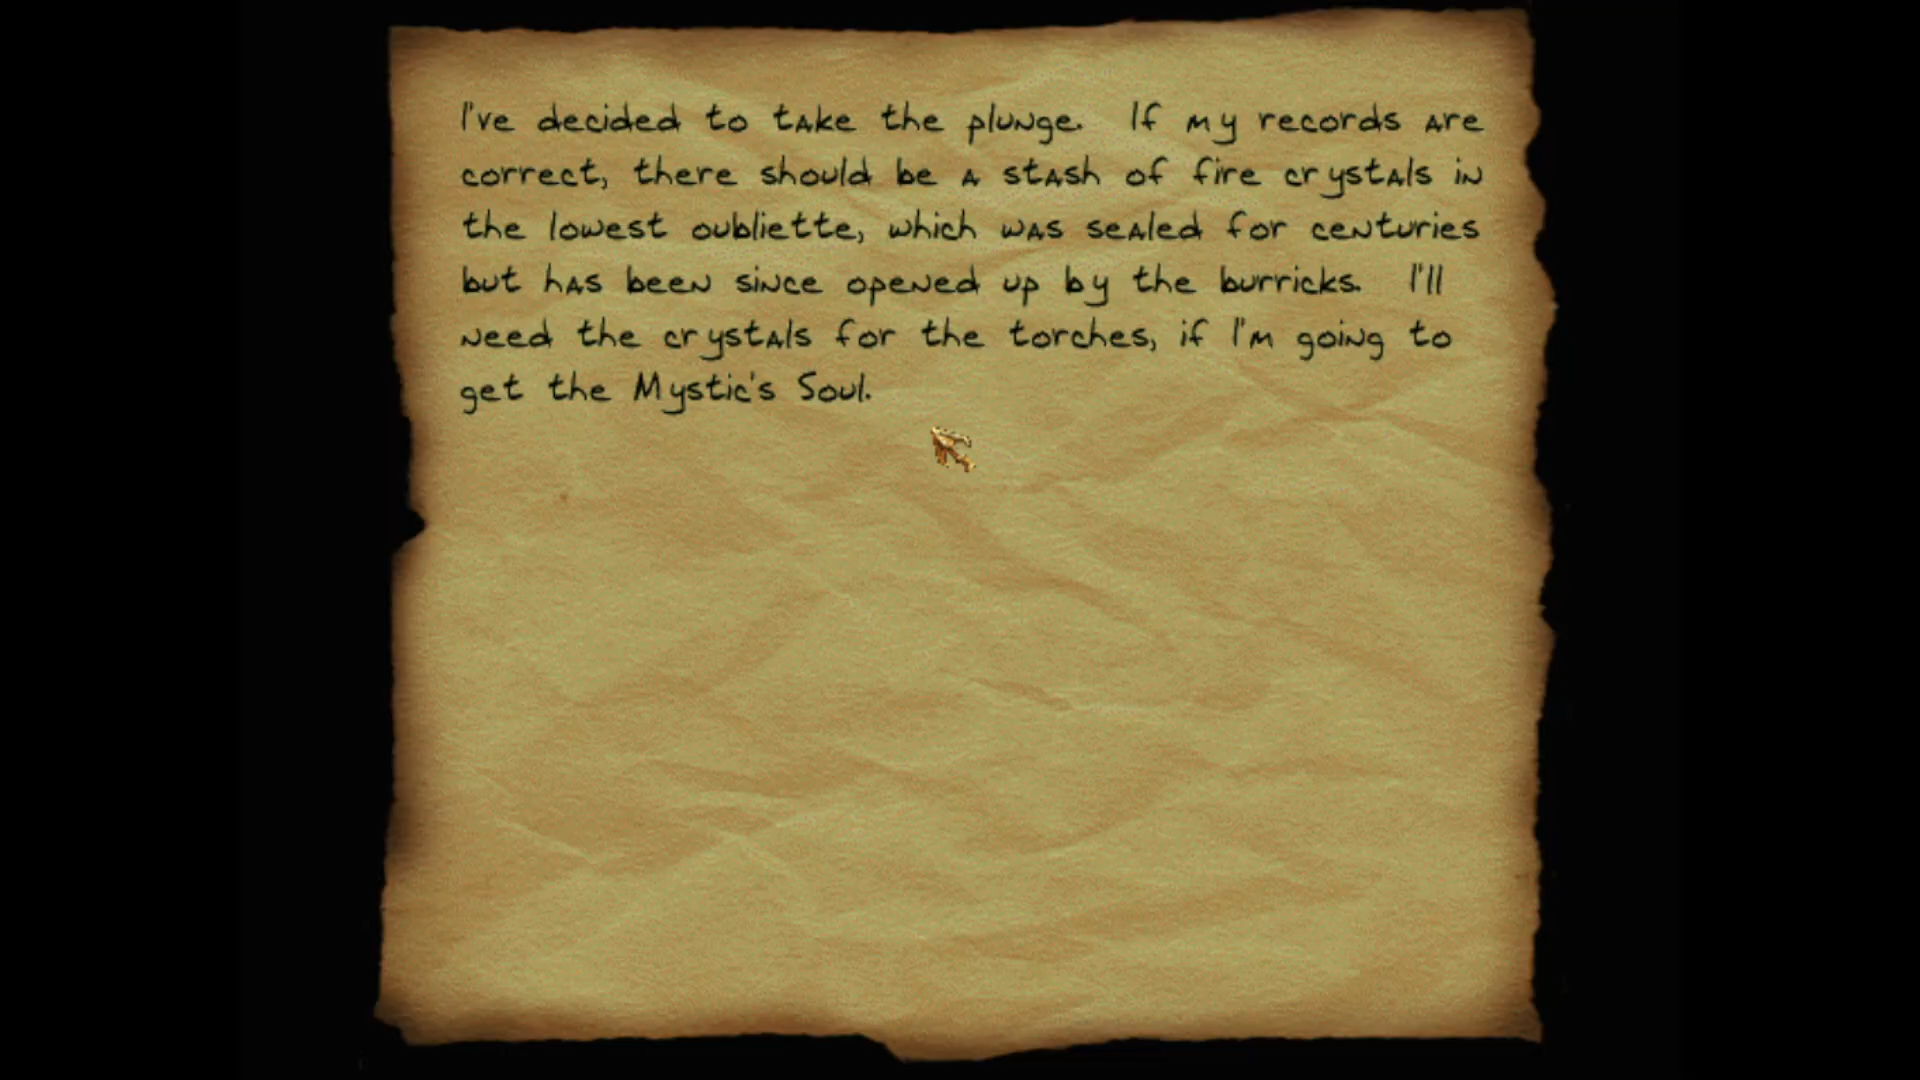 I've decided to take the plunge. If my records are
correct, there should be a stash of fire crystals in
the lowest oubliette, which was sealed for centuries
but has been since opened up by the burricks. I'll
need the crystals for the torches, if I'm going to
get the Mystic's Soul.